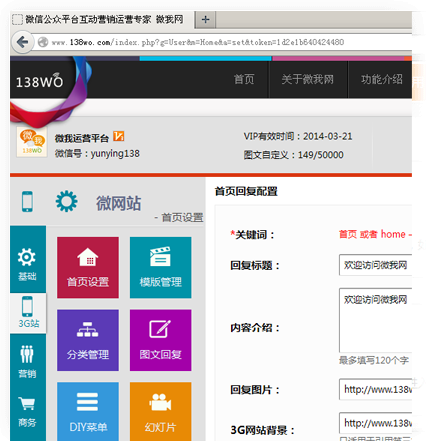 微信公众平台互动营销运营专家 微我网
www.138wo.com/index.php?g=User&m=Home&a=set&token=1d2e1b640424480
138WO 首页 关于微我网 功能介绍
微我 138WO
微我运营平台
微信号：yunying138
VIP有效时间：2014-03-21
图文自定义：149/50000
微网站
- 首页设置
基础
3G站
营销
商务
首页设置 模版管理
分类管理 图文回复
DIY菜单 幻灯片
首页回复配置
*关键词： 首页 或者 home
回复标题： 欢迎访问微我网
内容介绍： 欢迎访问微我网
最多填写120个字
回复图片： http://www.138w
3G网站背景： http://www.138w